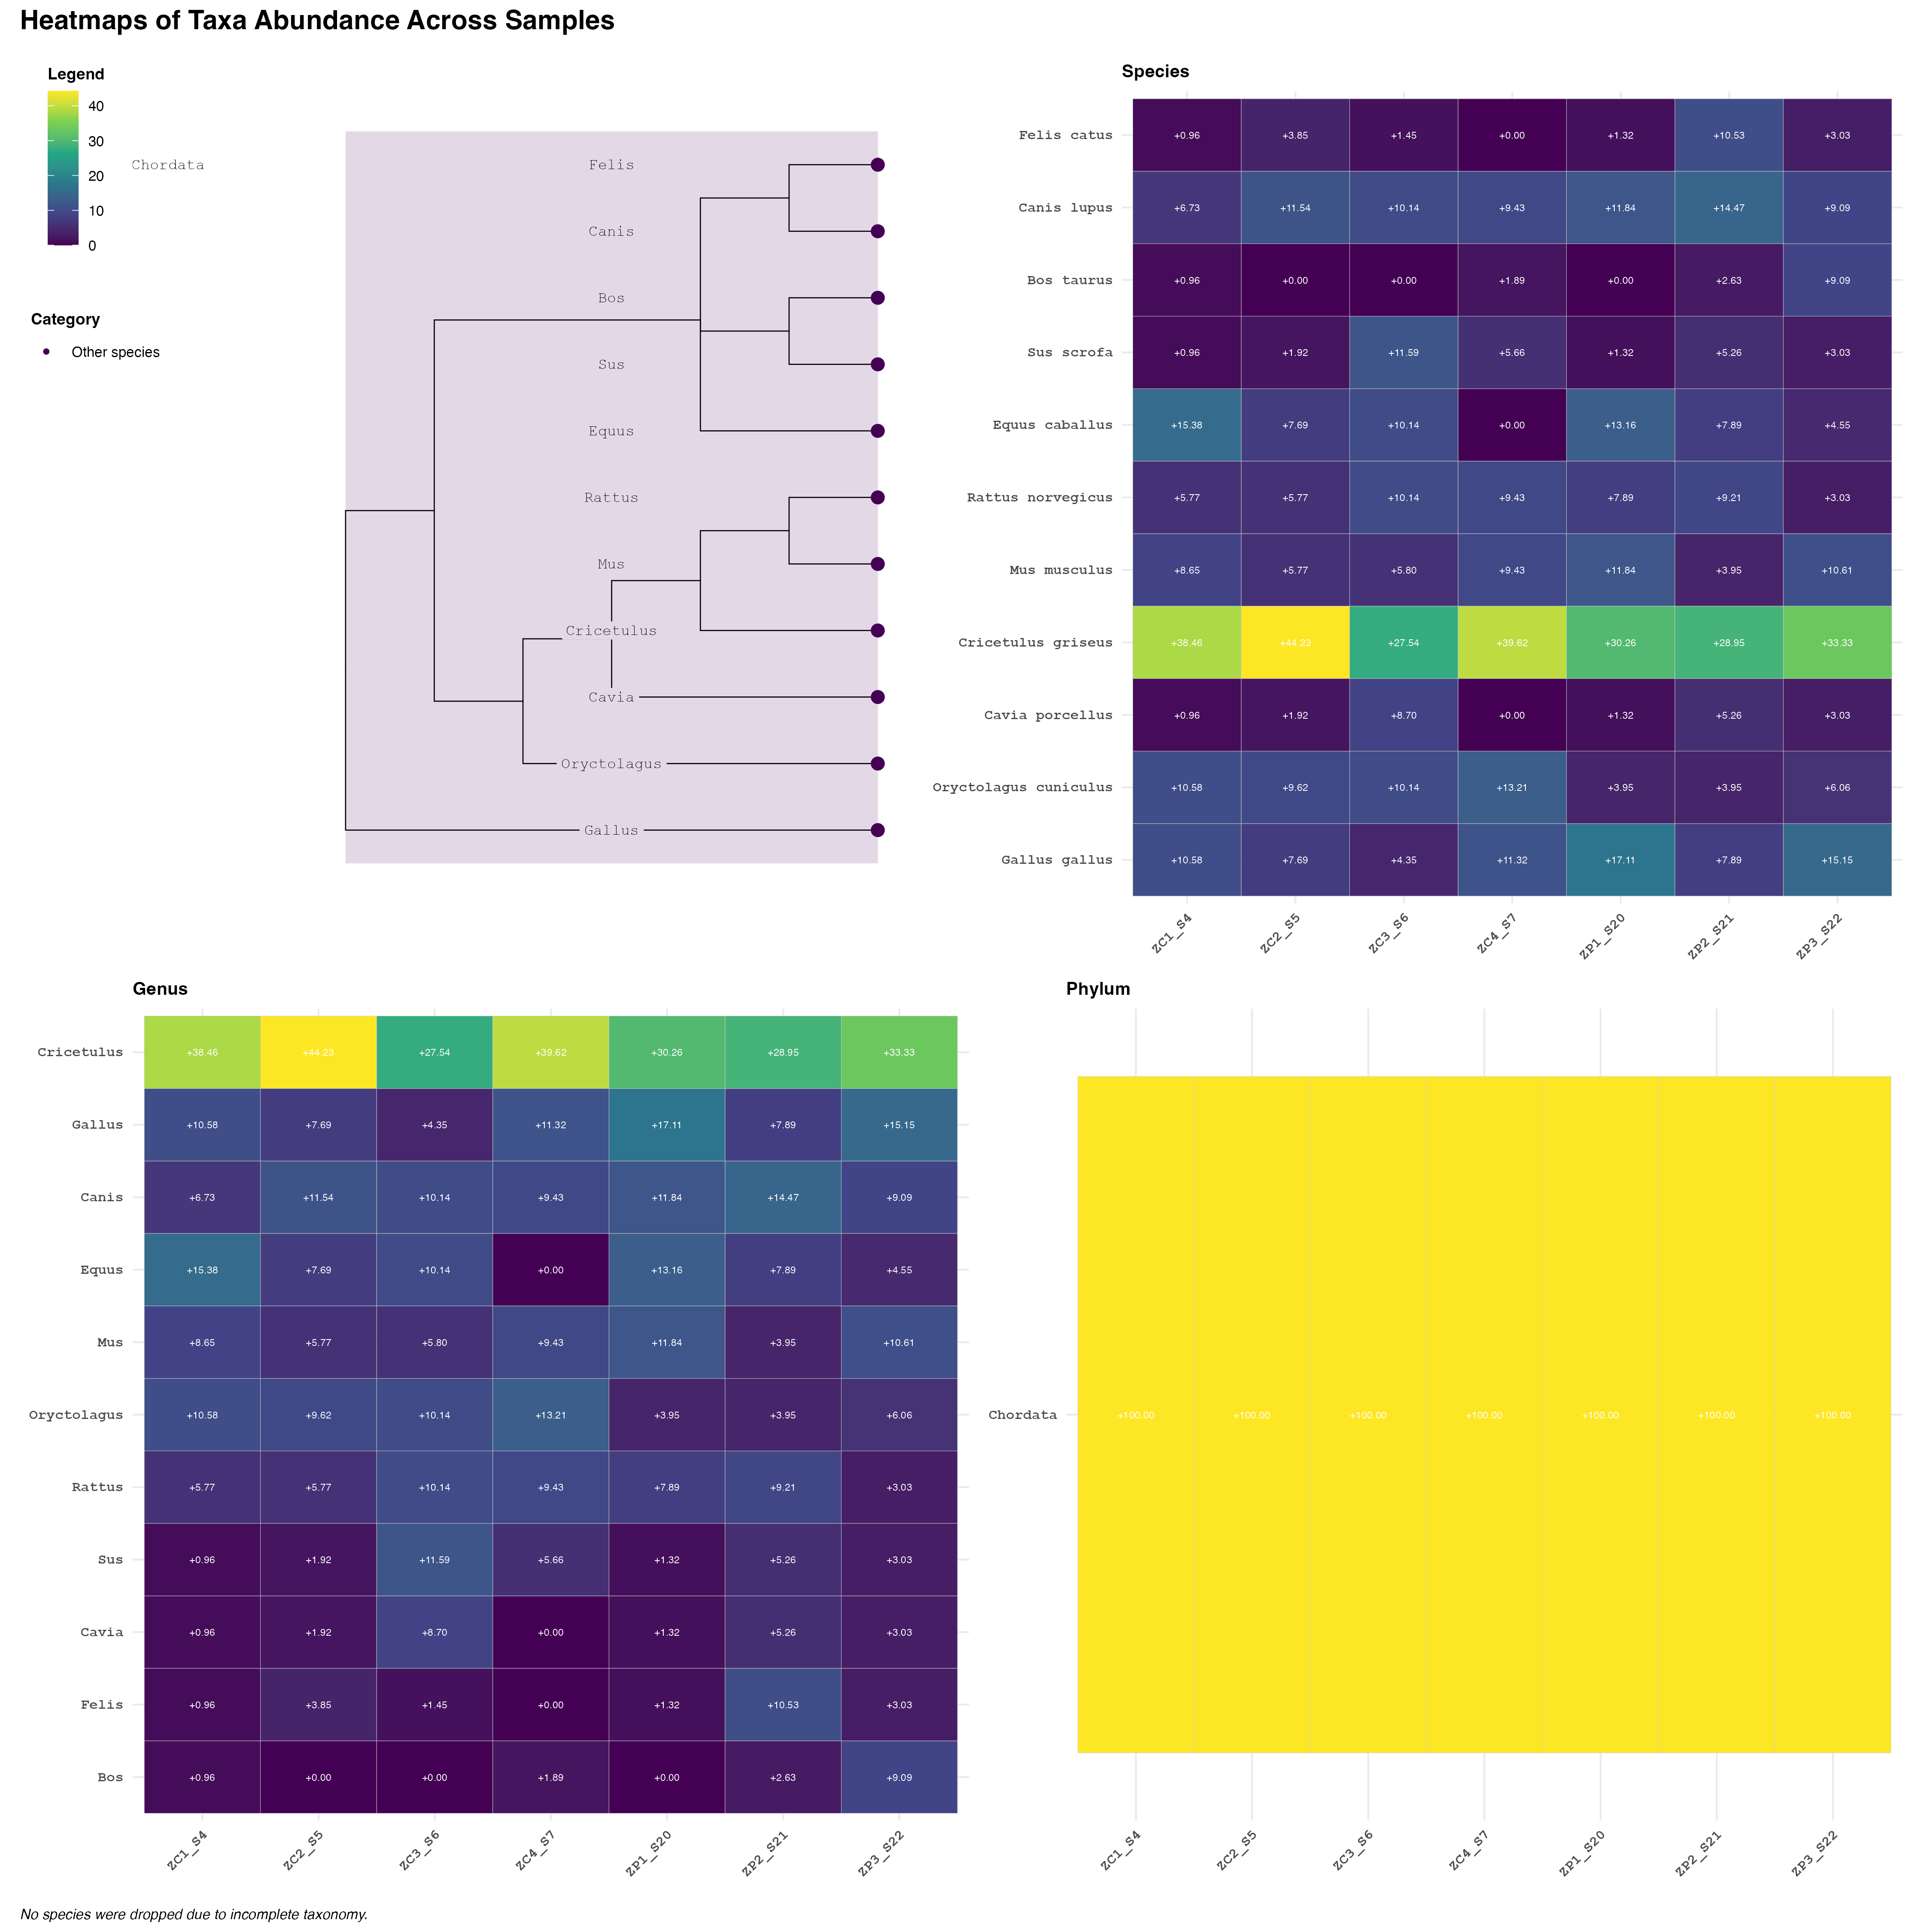 Heatmaps of Taxa Abundance Across Samples
Legend
40
30
20
10
0
Category
Other species
Chordata
Felis
Canis
Bos
Sus
Equus
Rattus
Mus
Cricetulus
Cavia
Oryctolagus
Gallus
Species
Felis catus +0.96 +3.85 +1.45 +0.00 +1.32 +10.53 +3.03
Canis lupus +6.73 +11.54 +10.14 +9.43 +11.84 +14.47 +9.09
Bos taurus +0.96 +0.00 +0.00 +1.89 +0.00 +2.63 +9.09
Sus scrofa +0.96 +1.92 +11.59 +5.66 +1.32 +5.26 +3.03
Equus caballus +15.38 +7.69 +10.14 +0.00 +13.16 +7.89 +4.55
Rattus norvegicus +5.77 +5.77 +10.14 +9.43 +7.89 +9.21 +3.03
Mus musculus +8.65 +5.77 +5.80 +9.43 +11.84 +3.95 +10.61
Cricetulus griseus +38.46 +44.23 +27.54 +39.62 +30.26 +28.95 +33.33
Cavia porcellus +0.96 +1.92 +8.70 +0.00 +1.32 +5.26 +3.03
Oryctolagus cuniculus +10.58 +9.62 +10.14 +13.21 +3.95 +3.95 +6.06
Gallus gallus +10.58 +7.69 +4.35 +11.32 +17.11 +7.89 +15.15
ZC1_S4 ZC2_S5 ZC3_S6 ZC4_S7 ZP1_S20 ZP2_S21 ZP3_S22
Genus
Cricetulus +38.46 +44.23 +27.54 +39.62 +30.26 +28.95 +33.33
Gallus +10.58 +7.69 +4.35 +11.32 +17.11 +7.89 +15.15
Canis +6.73 +11.54 +10.14 +9.43 +11.84 +14.47 +9.09
Equus +15.38 +7.69 +10.14 +0.00 +13.16 +7.89 +4.55
Mus +8.65 +5.77 +5.80 +9.43 +11.84 +3.95 +10.61
Oryctolagus +10.58 +9.62 +10.14 +13.21 +3.95 +3.95 +6.06
Rattus +5.77 +5.77 +10.14 +9.43 +7.89 +9.21 +3.03
Sus +0.96 +1.92 +11.59 +5.66 +1.32 +5.26 +3.03
Cavia +0.96 +1.92 +8.70 +0.00 +1.32 +5.26 +3.03
Felis +0.96 +3.85 +1.45 +0.00 +1.32 +10.53 +3.03
Bos +0.96 +0.00 +0.00 +1.89 +0.00 +2.63 +9.09
ZC1_S4 ZC2_S5 ZC3_S6 ZC4_S7 ZP1_S20 ZP2_S21 ZP3_S22
Phylum
Chordata +100.00 +100.00 +100.00 +100.00 +100.00 +100.00 +100.00
ZC1_S4 ZC2_S5 ZC3_S6 ZC4_S7 ZP1_S20 ZP2_S21 ZP3_S22
No species were dropped due to incomplete taxonomy.